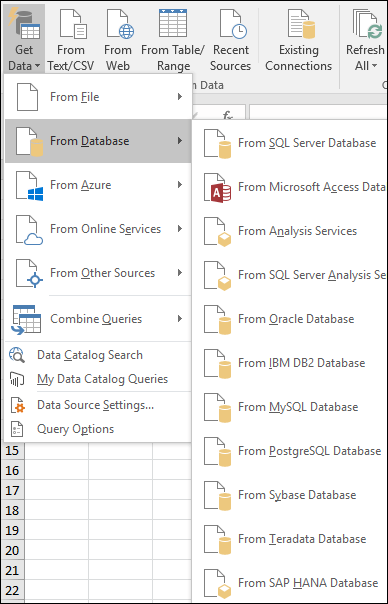 Get
Data
From
Text/CSV
From
Web
From Table/
Range
Recent
Sources
Existing
Connections
Refresh
All
Data
From File
From Database
From Azure
From Online Services
From Other Sources
Combine Queries
Data Catalog Search
My Data Catalog Queries
Data Source Settings...
Query Options
fx
From SQL Server Database
From Microsoft Access Data
From Analysis Services
From SQL Server Analysis Se
From Oracle Database
From IBM DB2 Database
From MySQL Database
From PostgreSQL Database
From Sybase Database
From Teradata Database
From SAP HANA Database
15
16
17
18
19
20
21
22